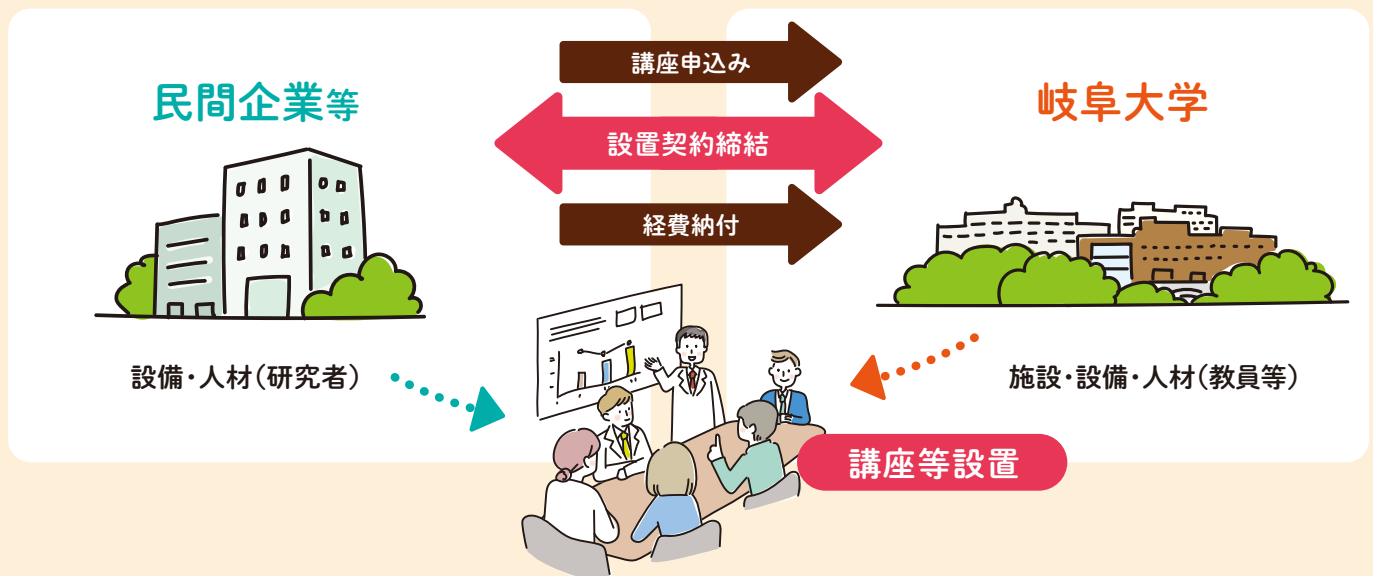 講座申込み
民間企業等
岐阜大学
設置契約締結
経費納付
設備・人材(研究者)
施設・設備・人材(教員等)
講座等設置